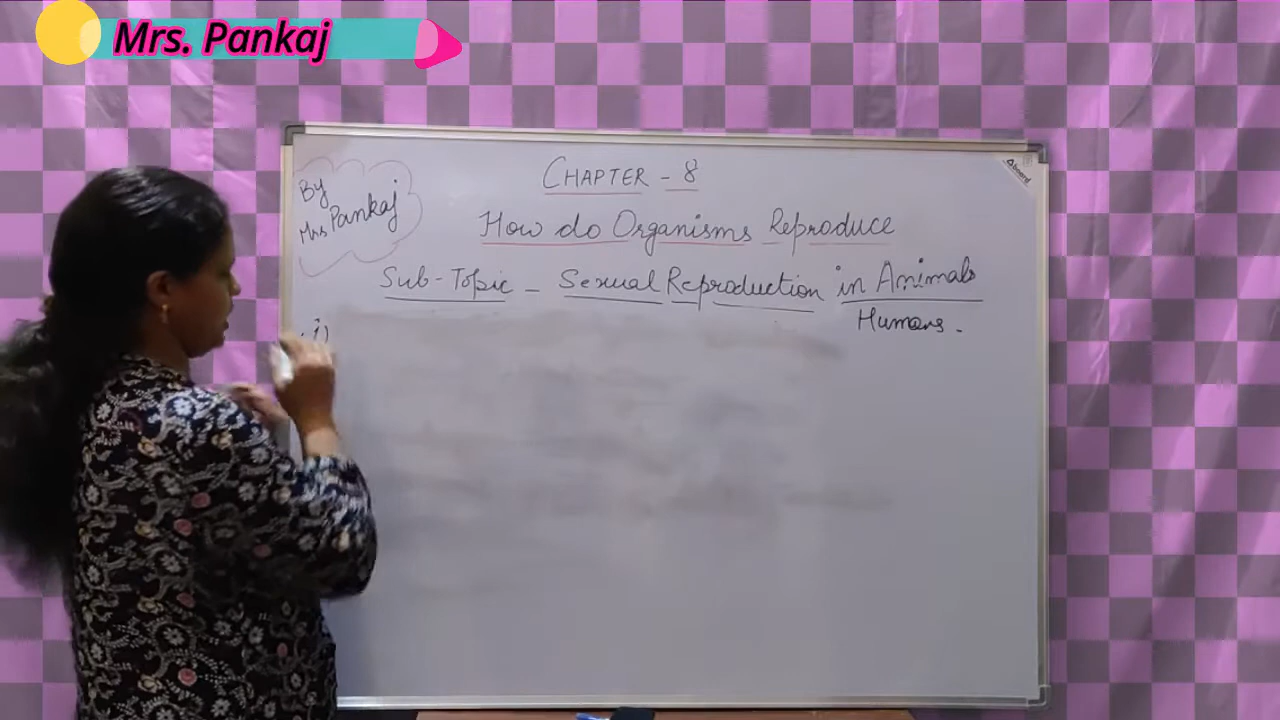 Mrs. Pankaj
By
Mrs Pankaj
CHAPTER - 8
How do Organisms Reproduce
Sub-Topic - Sexual Reproduction in Animals
Humans.
i)